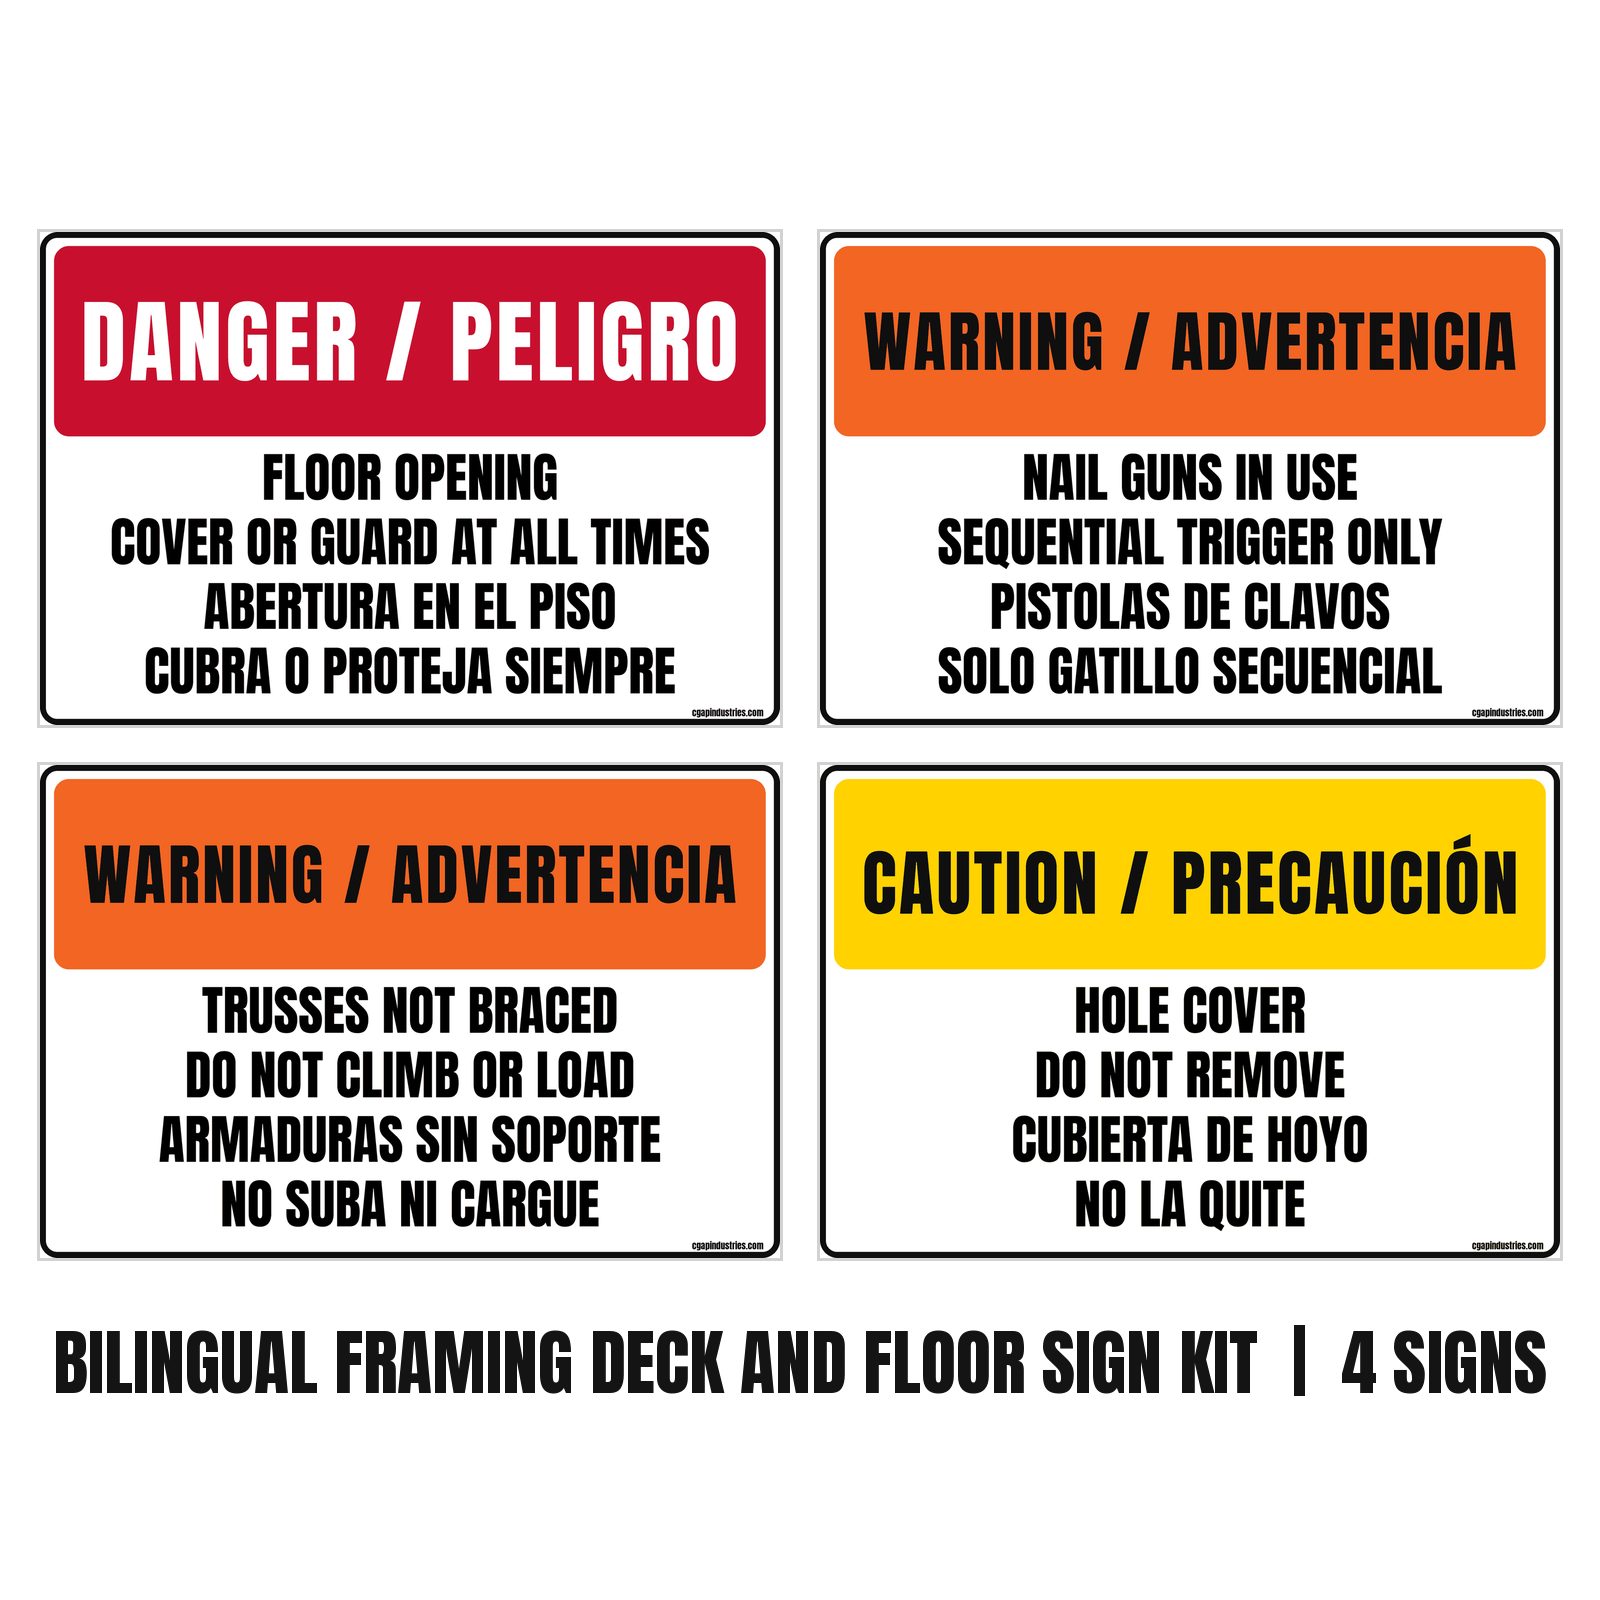 DANGER / PELIGRO
FLOOR OPENING
COVER OR GUARD AT ALL TIMES
ABERTURA EN EL PISO
CUBRA O PROTEJA SIEMPRE
cgapindustries.com
WARNING / ADVERTENCIA
NAIL GUNS IN USE
SEQUENTIAL TRIGGER ONLY
PISTOLAS DE CLAVOS
SOLO GATILLO SECUENCIAL
cgapindustries.com
WARNING / ADVERTENCIA
TRUSSES NOT BRACED
DO NOT CLIMB OR LOAD
ARMADURAS SIN SOPORTE
NO SUBA NI CARGUE
cgapindustries.com
CAUTION / PRECAUCIÓN
HOLE COVER
DO NOT REMOVE
CUBIERTA DE HOYO
NO LA QUITE
cgapindustries.com
BILINGUAL FRAMING DECK AND FLOOR SIGN KIT | 4 SIGNS